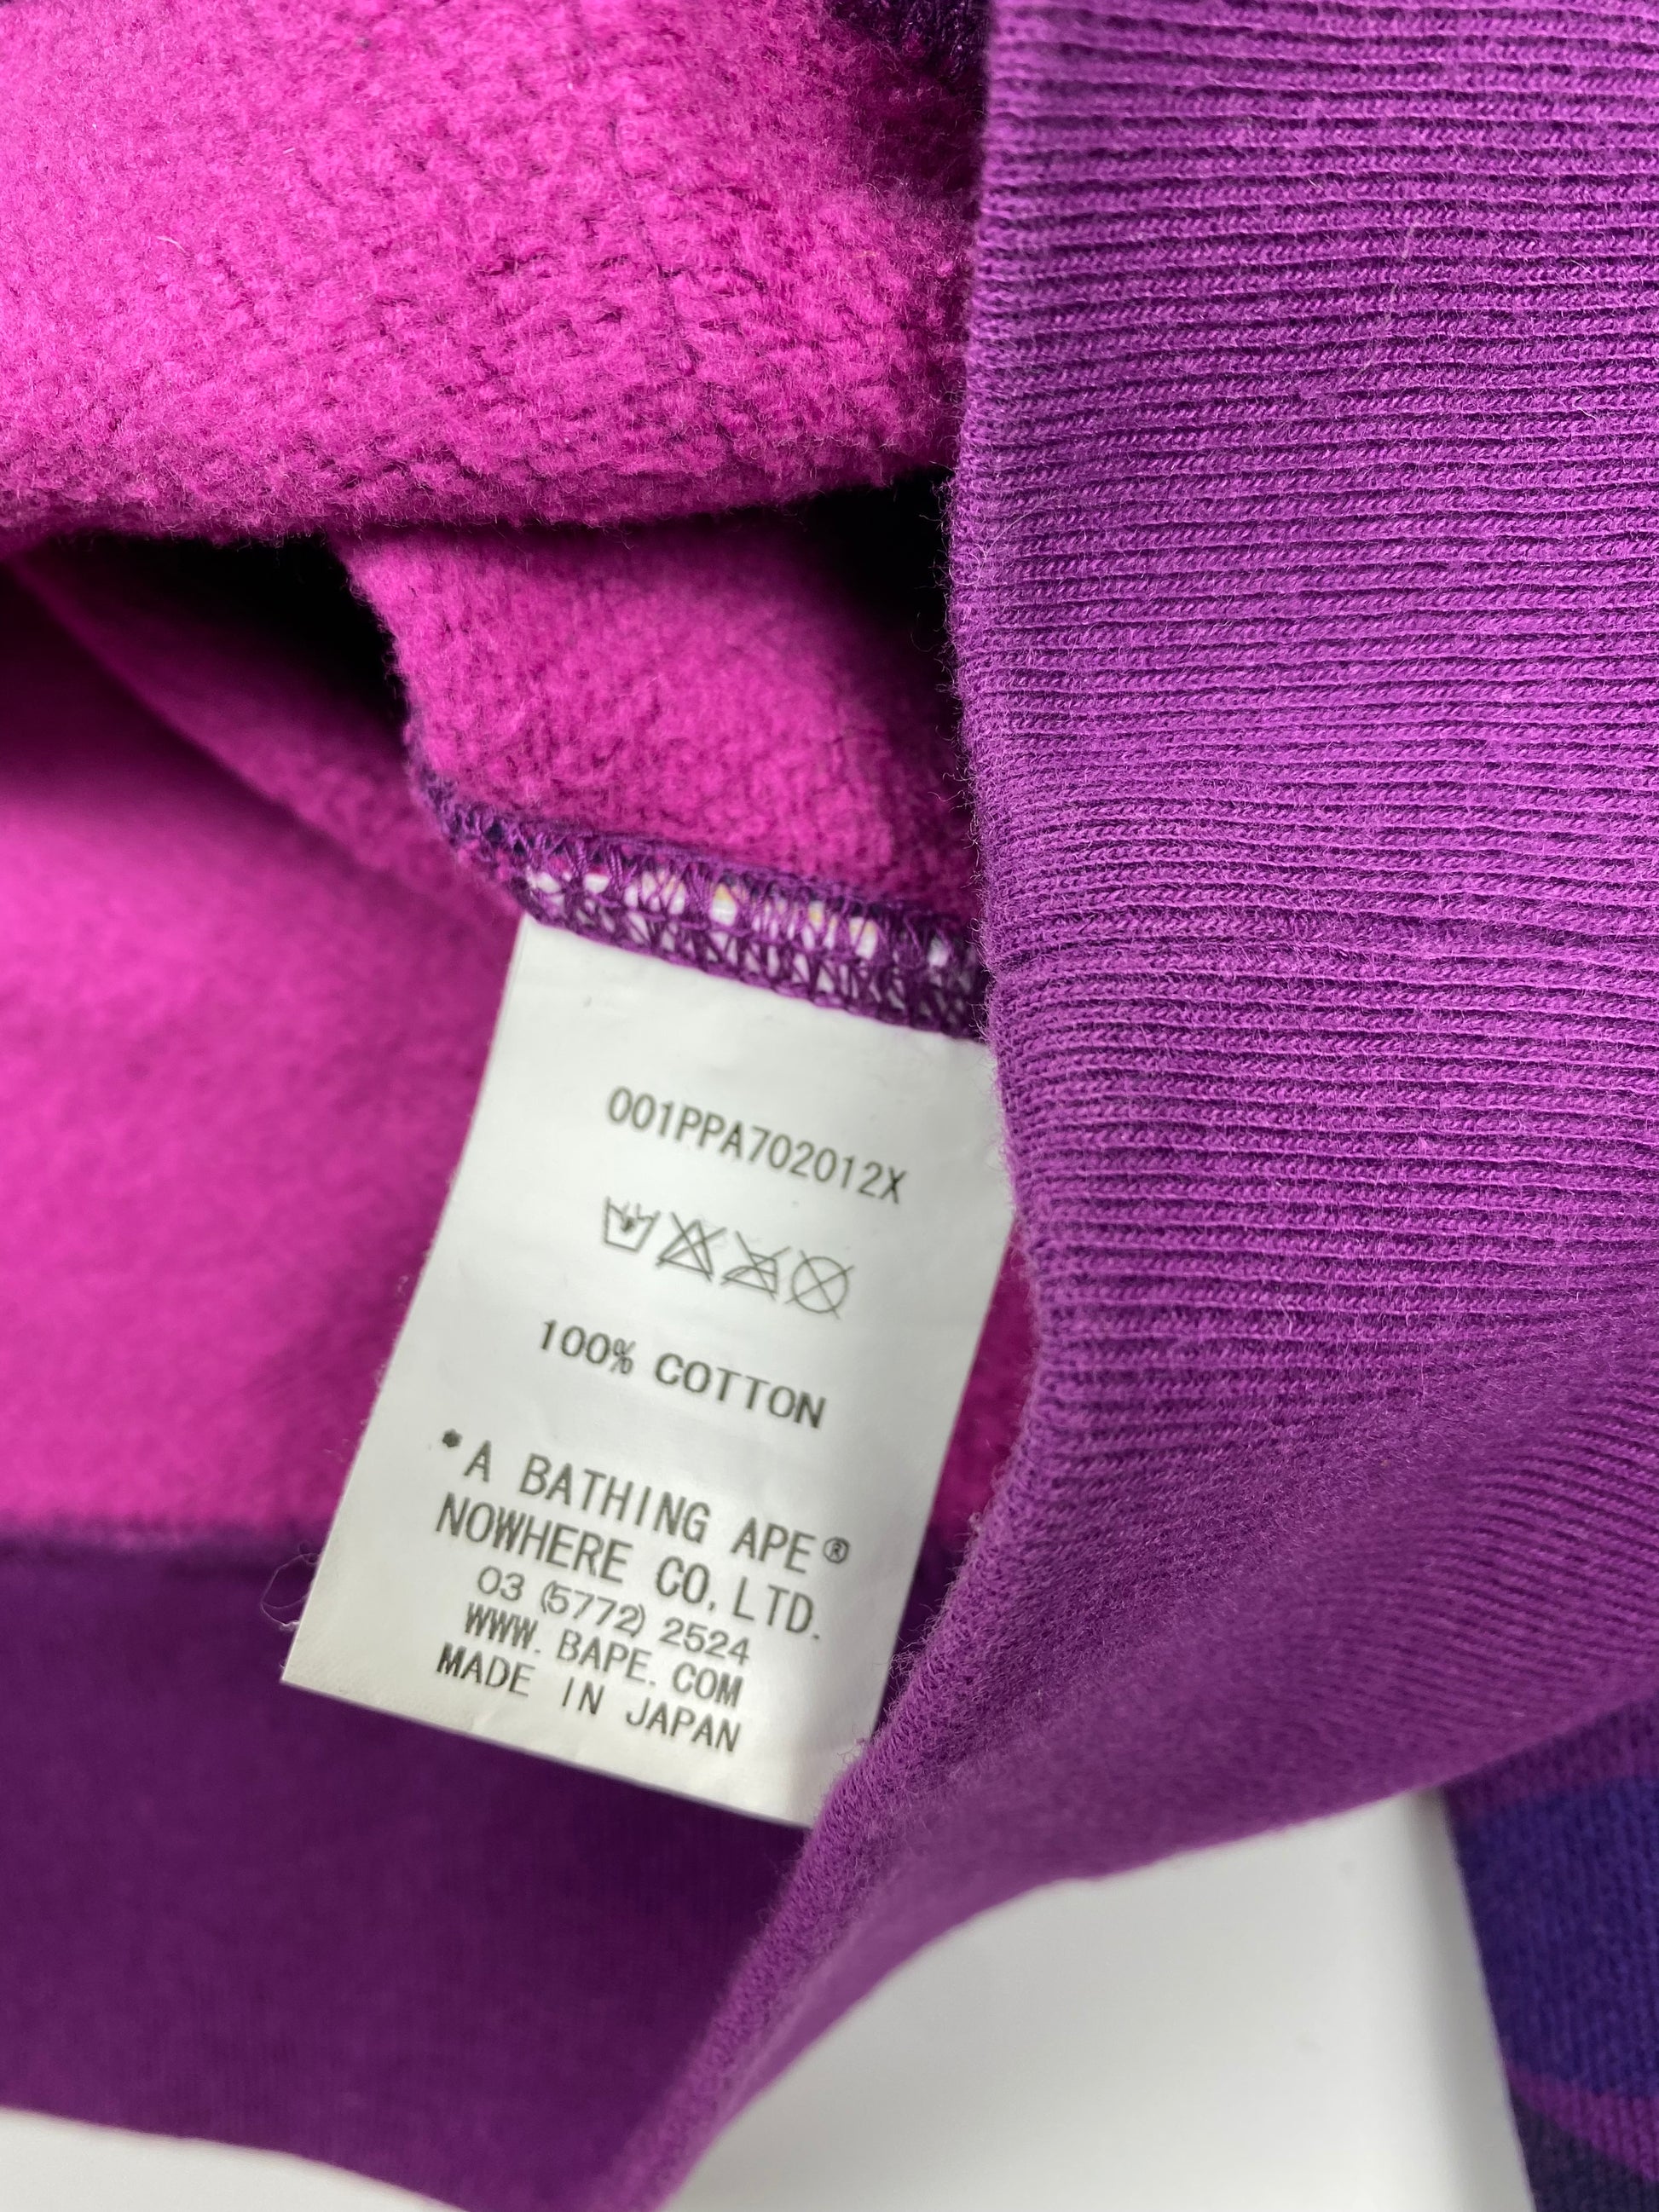 001PPA702012X
100% COTTON
*A BATHING APE®
NOWHERE CO, LTD.
03 (5772) 2524
WWW. BAPE. COM
MADE IN JAPAN